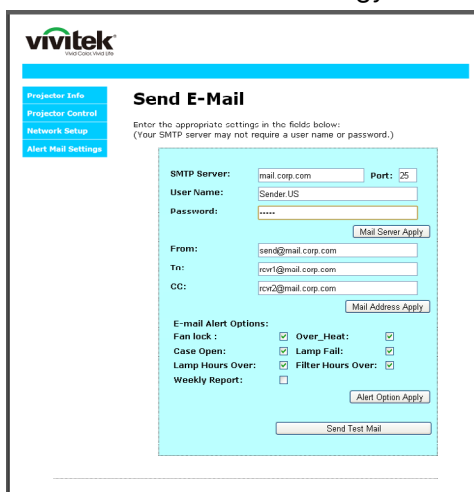 vivitek
Vivid Color, Vivid Life
Projector Info
Projector Control
Network Setup
Alert Mail Settings
Send E-Mail
Enter the appropriate settings in the fields below:
(Your SMTP server may not require a user name or password.)
SMTP Server: mail.corp.com Port: 25
User Name: Sender.US
Password: •••••
Mail Server Apply
From: send@mail.corp.com
To: rcvr1@mail.corp.com
CC: rcvr2@mail.corp.com
Mail Address Apply
E-mail Alert Options:
Fan lock : Over_Heat:
Case Open: Lamp Fail:
Lamp Hours Over: Filter Hours Over:
Weekly Report:
Alert Option Apply
Send Test Mail